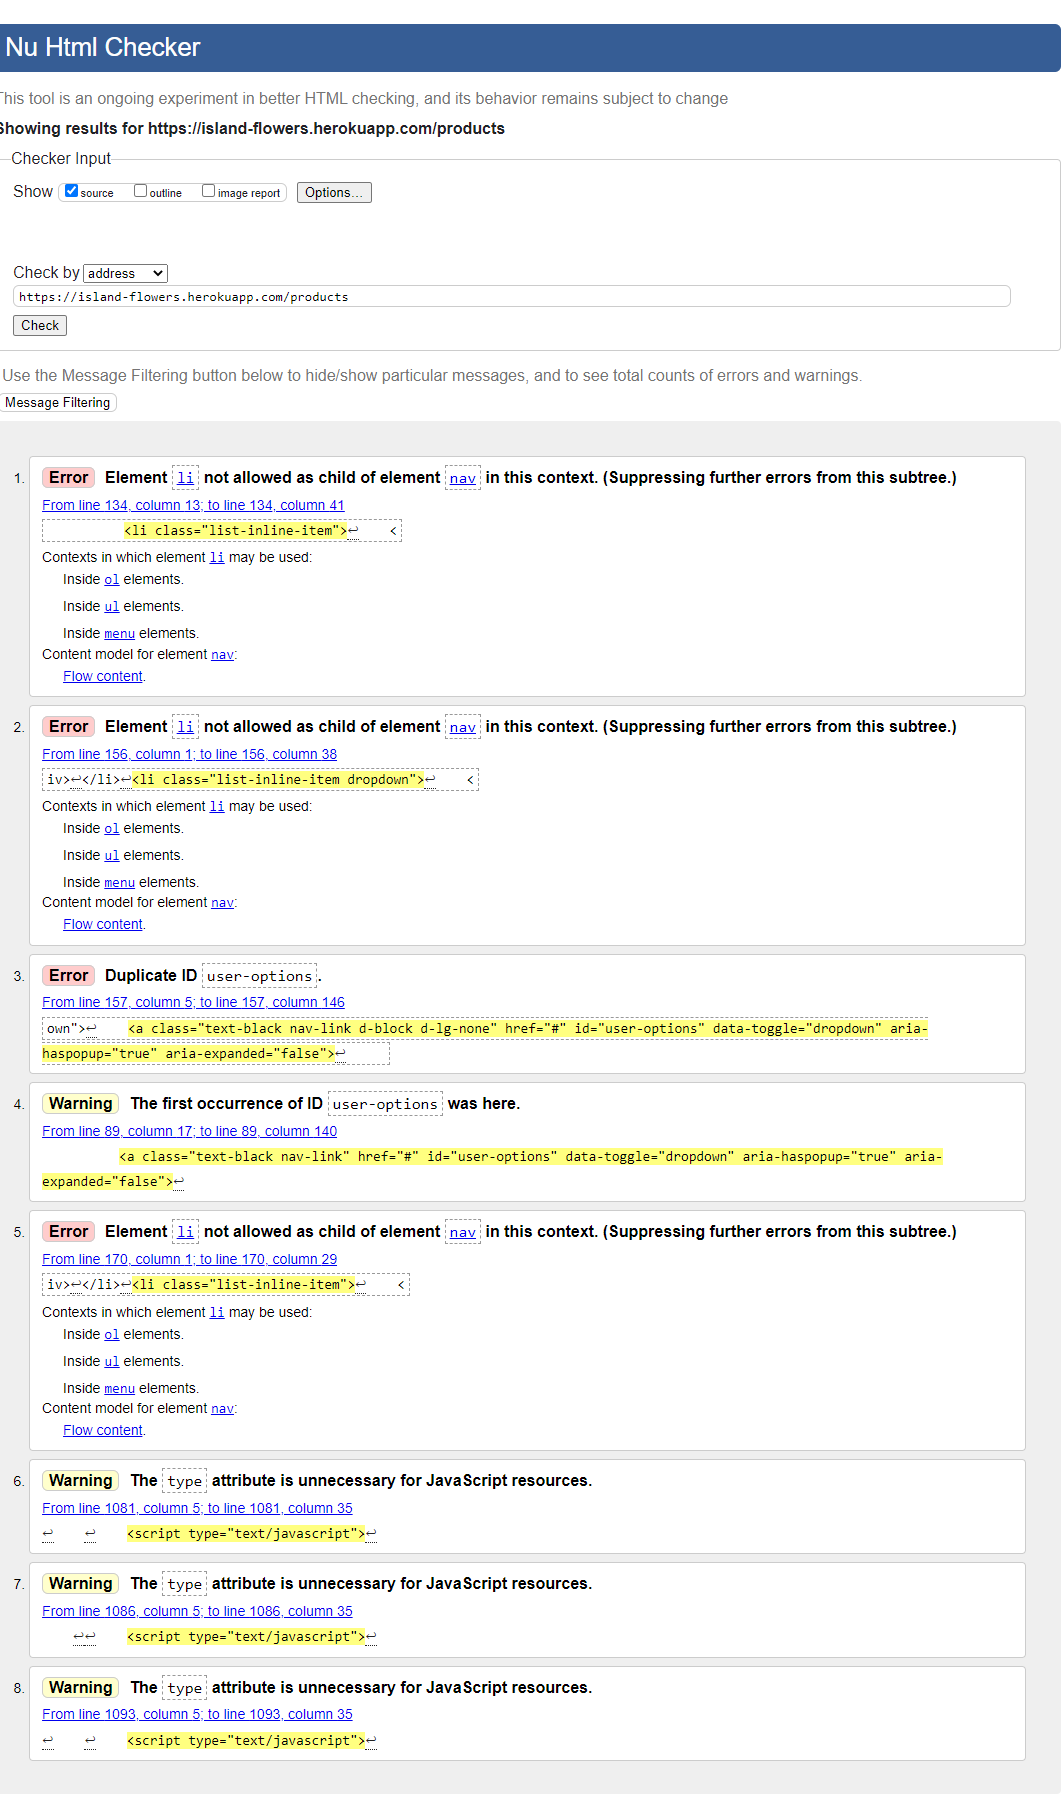 Nu Html Checker
This tool is an ongoing experiment in better HTML checking, and its behavior remains subject to change
Showing results for https://island-flowers.herokuapp.com/products
Checker Input
Show source outline image report Options...
Check by address
https://island-flowers.herokuapp.com/products
Check
Use the Message Filtering button below to hide/show particular messages, and to see total counts of errors and warnings.
Message Filtering
1. Error Element li not allowed as child of element nav in this context. (Suppressing further errors from this subtree.)
From line 134, column 13; to line 134, column 41
<li class="list-inline-item">↩ <
Contexts in which element li may be used:
Inside ol elements.
Inside ul elements.
Inside menu elements.
Content model for element nav:
Flow content.
2. Error Element li not allowed as child of element nav in this context. (Suppressing further errors from this subtree.)
From line 156, column 1; to line 156, column 38
iv>↩</li>↩<li class="list-inline-item dropdown">↩ <
Contexts in which element li may be used:
Inside ol elements.
Inside ul elements.
Inside menu elements.
Content model for element nav:
Flow content.
3. Error Duplicate ID user-options.
From line 157, column 5; to line 157, column 146
own">↩ <a class="text-black nav-link d-block d-lg-none" href="#" id="user-options" data-toggle="dropdown" aria-
haspopup="true" aria-expanded="false">↩
4. Warning The first occurrence of ID user-options was here.
From line 89, column 17; to line 89, column 140
<a class="text-black nav-link" href="#" id="user-options" data-toggle="dropdown" aria-haspopup="true" aria-
expanded="false">↩
5. Error Element li not allowed as child of element nav in this context. (Suppressing further errors from this subtree.)
From line 170, column 1; to line 170, column 29
iv>↩</li>↩<li class="list-inline-item">↩ <
Contexts in which element li may be used:
Inside ol elements.
Inside ul elements.
Inside menu elements.
Content model for element nav:
Flow content.
6. Warning The type attribute is unnecessary for JavaScript resources.
From line 1081, column 5; to line 1081, column 35
↩ ↩ <script type="text/javascript">↩
7. Warning The type attribute is unnecessary for JavaScript resources.
From line 1086, column 5; to line 1086, column 35
↩↩ <script type="text/javascript">↩
8. Warning The type attribute is unnecessary for JavaScript resources.
From line 1093, column 5; to line 1093, column 35
↩ ↩ <script type="text/javascript">↩